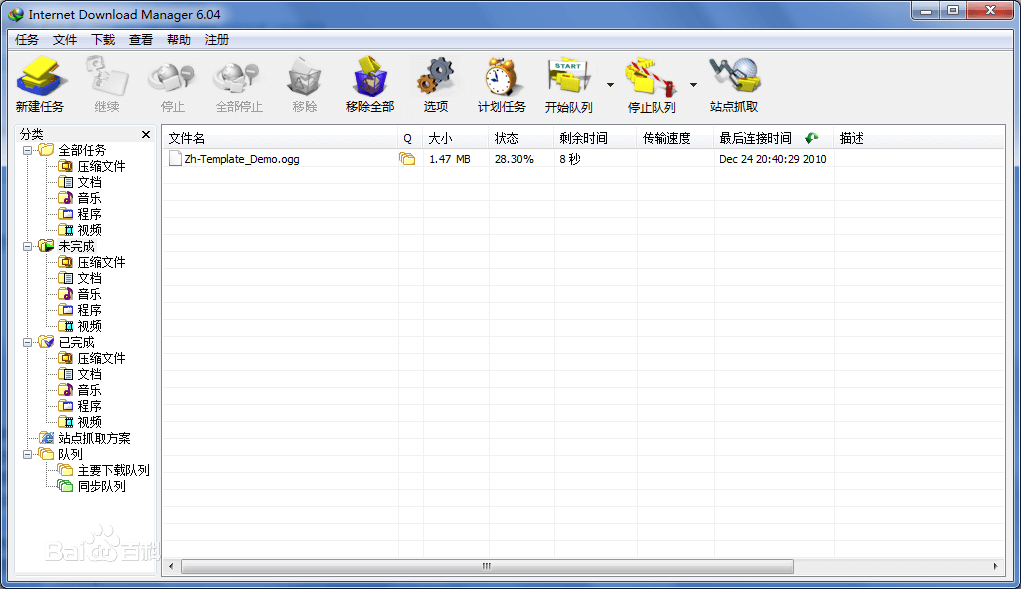 Internet Download Manager 6.04
任务 文件 下载 查看 帮助 注册
新建任务 继续 停止 全部停止 移除 移除全部 选项 计划任务 START 开始队列 停止队列 站点抓取
分类
全部任务
压缩文件
文档
音乐
程序
视频
未完成
压缩文件
文档
音乐
程序
视频
已完成
压缩文件
文档
音乐
程序
视频
站点抓取方案
队列
主要下载队列
同步队列
文件名 Q 大小 状态 剩余时间 传输速度 最后连接时间 描述
Zh-Template_Demo.ogg 1.47 MB 28.30% 8 秒 Dec 24 20:40:29 2010
Bai 百科